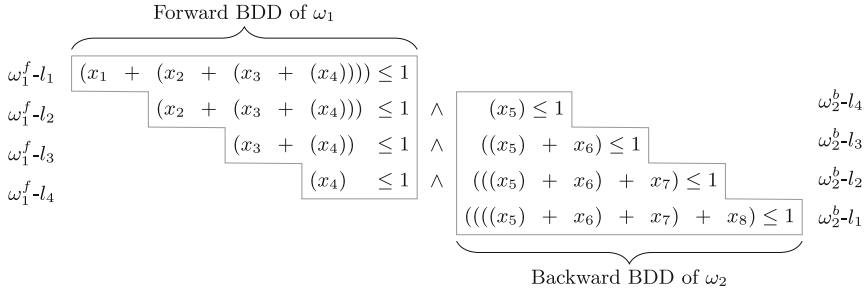 Forward BDD of ω₁
ω₁ᶠ-l₁ (x₁ + (x₂ + (x₃ + (x₄)))) ≤ 1
ω₁ᶠ-l₂ (x₂ + (x₃ + (x₄))) ≤ 1 ∧ (x₅) ≤ 1 ω₂ᵇ-l₄
ω₁ᶠ-l₃ (x₃ + (x₄)) ≤ 1 ∧ ((x₅) + x₆) ≤ 1 ω₂ᵇ-l₃
ω₁ᶠ-l₄ (x₄) ≤ 1 ∧ (((x₅) + x₆) + x₇) ≤ 1 ω₂ᵇ-l₂
((((x₅) + x₆) + x₇) + x₈) ≤ 1 ω₂ᵇ-l₁
Backward BDD of ω₂